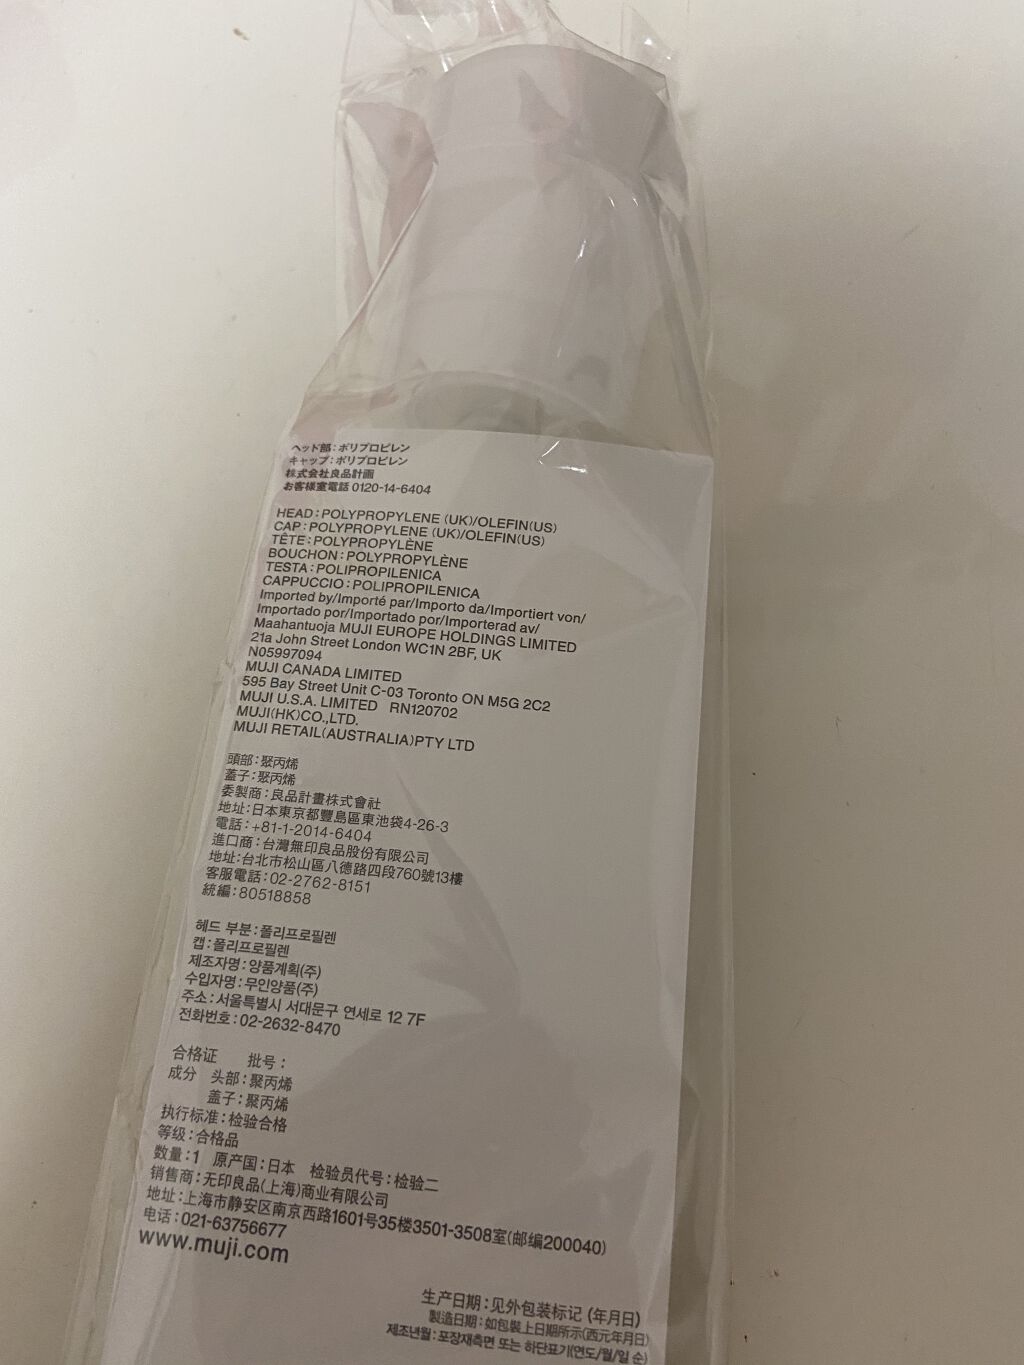 ヘッド部:ポリプロピレン
キャップ:ポリプロピレン
株式会社良品計画
お客様室電話 0120-14-6404
HEAD:POLYPROPYLENE (UK)/OLEFIN(US)
CAP:POLYPROPYLENE (UK)/OLEFIN(US)
TÊTE:POLYPROPYLÈNE
BOUCHON:POLYPROPYLÈNE
TESTA:POLIPROPILENICA
CAPPUCCIO:POLIPROPILENICA
Imported by/Importé par/Importo da/Importiert von/
Importado por/Importado por/Importerad av/
Maahantuoja MUJI EUROPE HOLDINGS LIMITED
21a John Street London WC1N 2BF, UK
N05997094
MUJI CANADA LIMITED
595 Bay Street Unit C-03 Toronto ON M5G 2C2
MUJI U.S.A. LIMITED RN120702
MUJI(HK)CO.,LTD.
MUJI RETAIL(AUSTRALIA)PTY LTD
頭部:聚丙烯
蓋子:聚丙烯
委製商:良品計畫株式會社
地址:日本東京都豐島區東池袋4-26-3
電話:+81-1-2014-6404
進口商:台灣無印良品股份有限公司
地址:台北市松山區八德路四段760號13樓
客服電話:02-2762-8151
統編:80518858
헤드 부분:폴리프로필렌
캡:폴리프로필렌
제조자명:양품계획(주)
수입자명:무인양품(주)
주소:서울특별시 서대문구 연세로 12 7F
전화번호:02-2632-8470
合格证 批号:
成分 头部:聚丙烯
盖子:聚丙烯
执行标准:检验合格
等级:合格品
数量:1 原产国:日本 检验员代号:检验二
销售商:无印良品(上海)商业有限公司
地址:上海市静安区南京西路1601号35楼3501-3508室(邮编200040)
电话:021-63756677
www.muji.com
生产日期:见外包装标记 (年月日)
製造日期:如包裝上日期所示(西元年月日)
제조년월:포장재측면 또는 하단표기(연도/월/일 순)